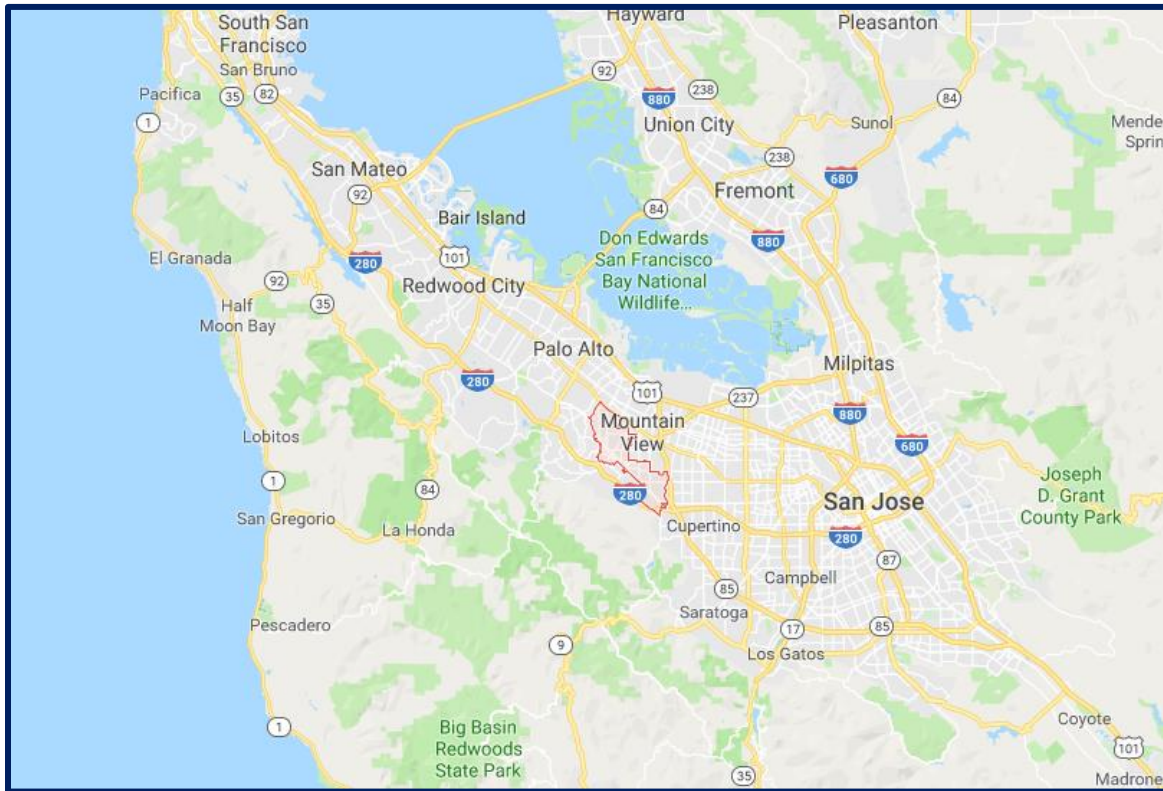 Hayward
Pleasanton
South San
Francisco
San Bruno
92
238
880
84
35
82
Pacifica
1
Union City
Sunol
Mende
Sprin
238
San Mateo
680
92
Fremont
84
Bair Island
Don Edwards
San Francisco
Bay National
Wildlife...
880
101
El Granada
280
92
35
Redwood City
Half
Moon Bay
Palo Alto
Milpitas
280
101
237
880
Mountain
View
Lobitos
680
1
84
280
Joseph
D. Grant
County Park
San Jose
San Gregorio
La Honda
Cupertino
280
87
Campbell
85
Saratoga
Pescadero
17
85
9
Los Gatos
1
Big Basin
Redwoods
State Park
Coyote
101
35
Madrone